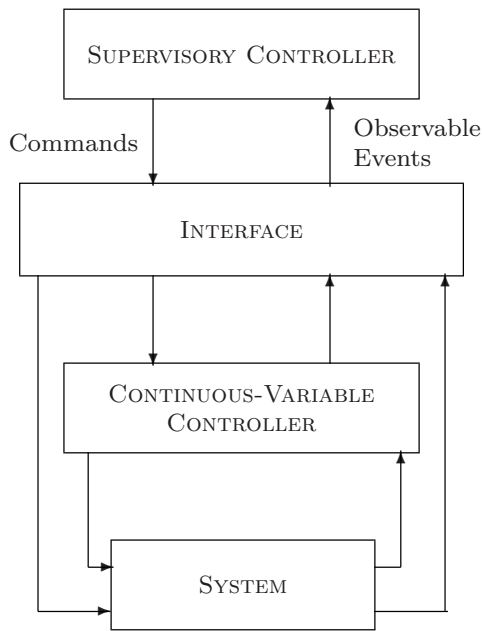 SUPERVISORY CONTROLLER
Commands
Observable
Events
INTERFACE
CONTINUOUS-VARIABLE
CONTROLLER
SYSTEM